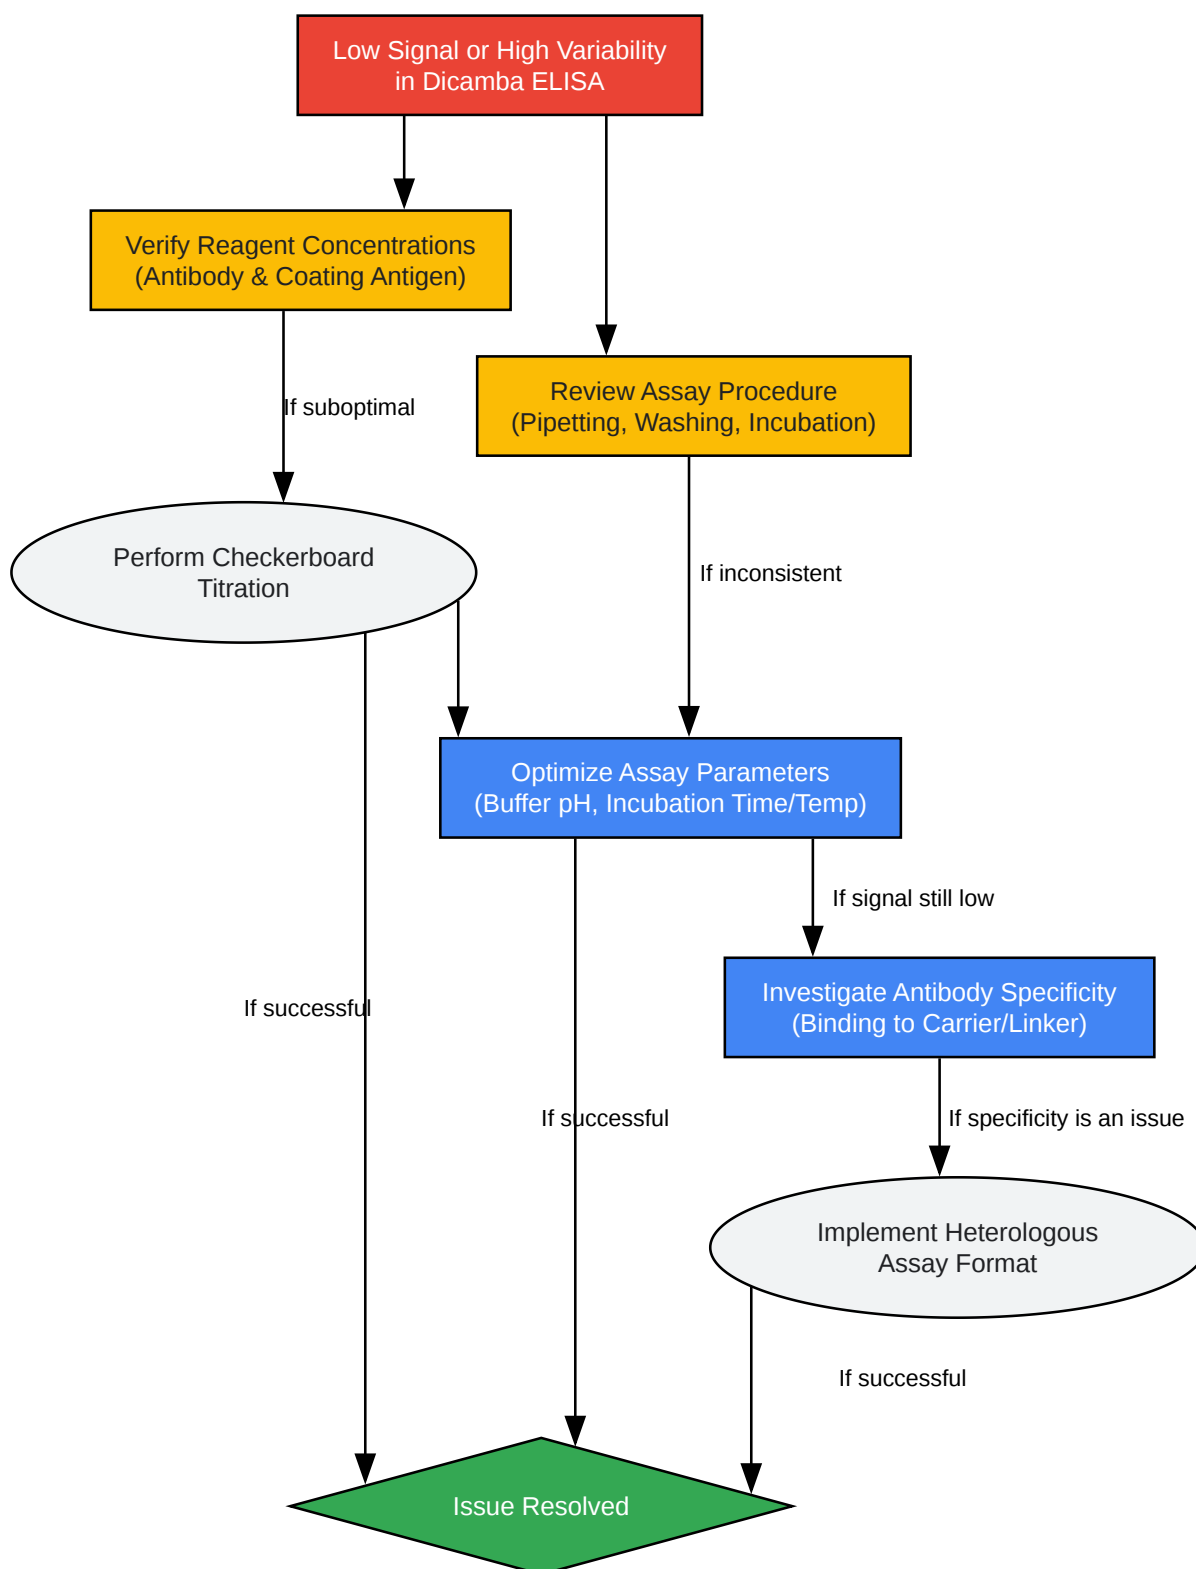 Low Signal or High Variability
in Dicamba ELISA
Verify Reagent Concentrations
(Antibody & Coating Antigen)
Review Assay Procedure
(Pipetting, Washing, Incubation)
If suboptimal
Perform Checkerboard
Titration
If inconsistent
Optimize Assay Parameters
(Buffer pH, Incubation Time/Temp)
If signal still low
Investigate Antibody Specificity
(Binding to Carrier/Linker)
If successful
If successful
If specificity is an issue
Implement Heterologous
Assay Format
If successful
Issue Resolved